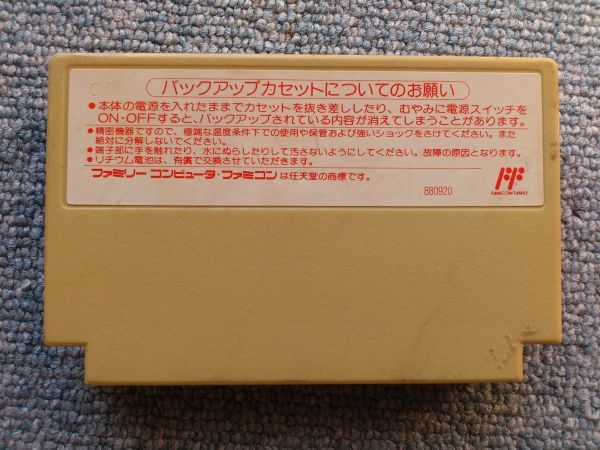 バックアップカセットについてのお願い
●本体の電源を入れたままでカセットを抜き差ししたり、むやみに電源スイッチを
ON・OFFすると、バックアップされている内容が消えてしまうことがあります。
●精密機器ですので、極端な温度条件下での使用や保管および強いショックをさけてください。また
絶対に分解しないでください。
●端子部に手を触れたり、水にぬらしたりして汚さないようにしてください。故障の原因となります。
●リチウム電池は、有償で交換させていただきます。
ファミリーコンピュータ・ファミコンは任天堂の商標です。
880920
FAMICOM FAMILY